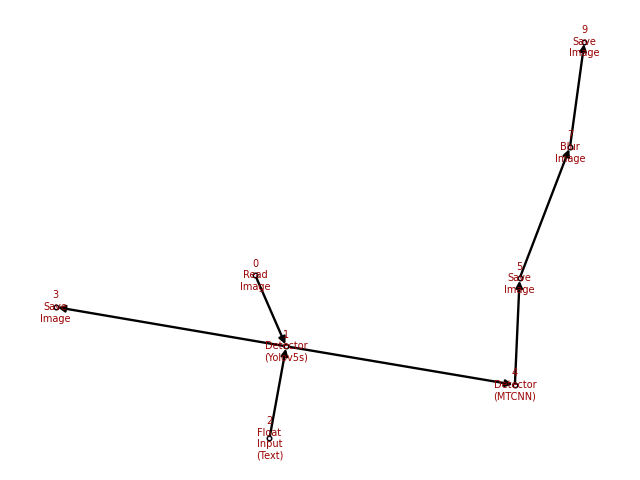 9
Save
Image
7
Blur
Image
0
Read
Image
5
Save
Image
3
Save
Image
1
Detector
(Yolov5s)
4
Detector
(MTCNN)
2
Float
Input
(Text)